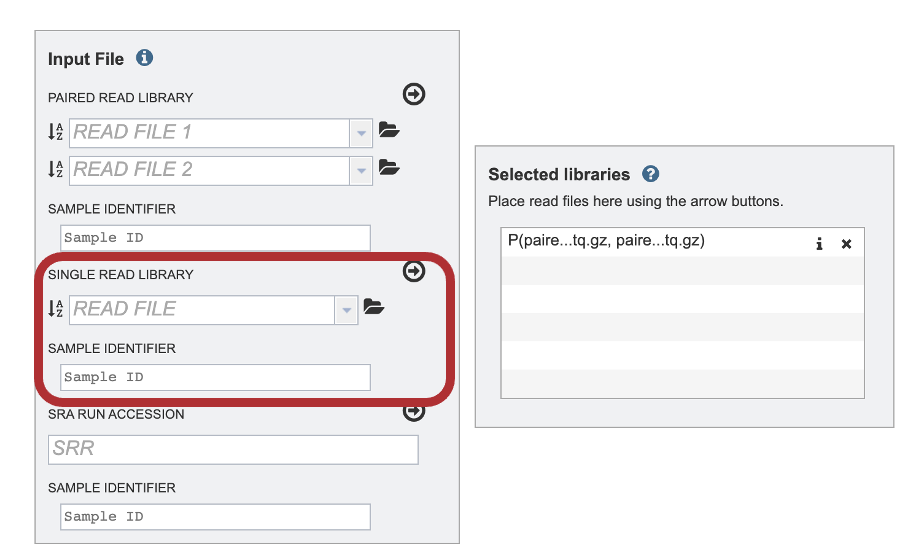 Input File
PAIRED READ LIBRARY
READ FILE 1
READ FILE 2
SAMPLE IDENTIFIER
Sample ID
SINGLE READ LIBRARY
READ FILE
SAMPLE IDENTIFIER
Sample ID
SRA RUN ACCESSION
SRR
SAMPLE IDENTIFIER
Sample ID
Selected libraries
Place read files here using the arrow buttons.
P(paire...tq.gz, paire...tq.gz)